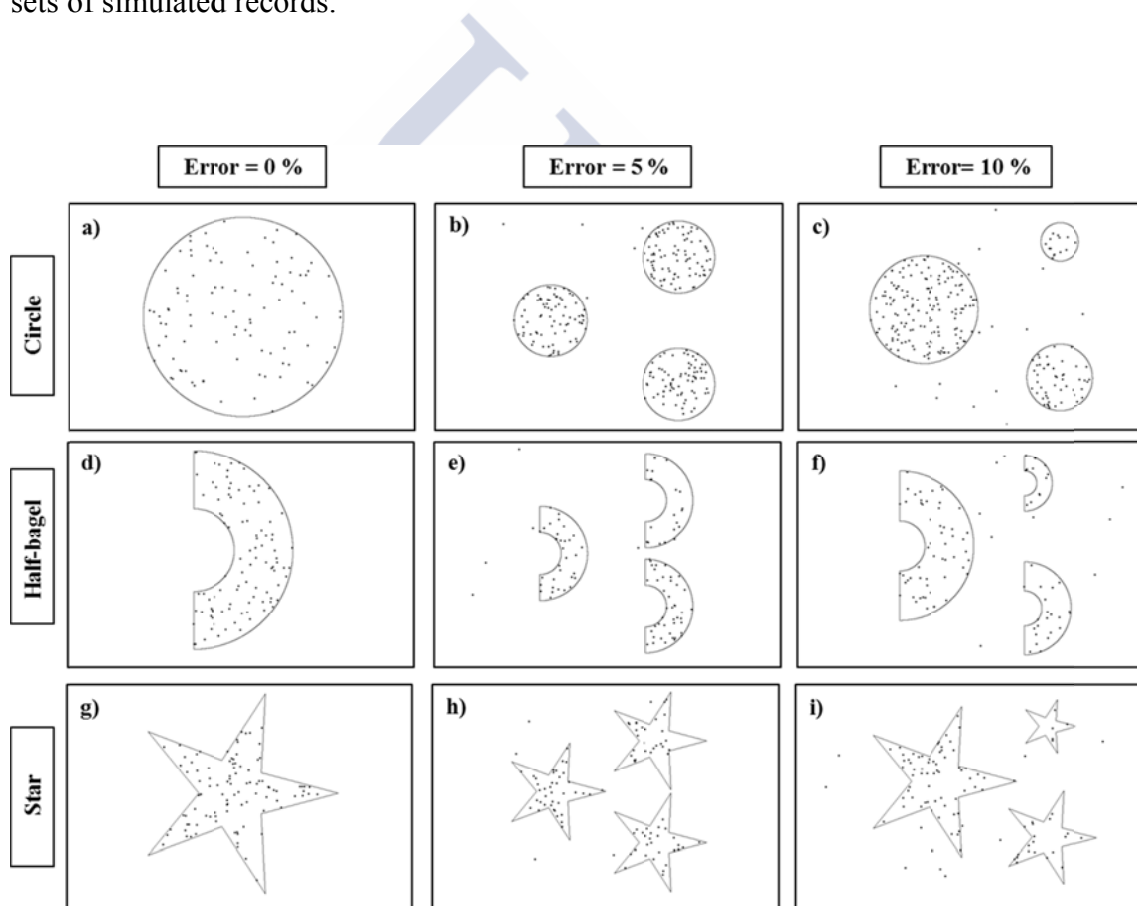 sets of simulated records.
Error = 0 %
Error = 5 %
Error= 10 %
Circle
a)
b)
c)
Half-bagel
d)
e)
f)
Star
g)
h)
i)